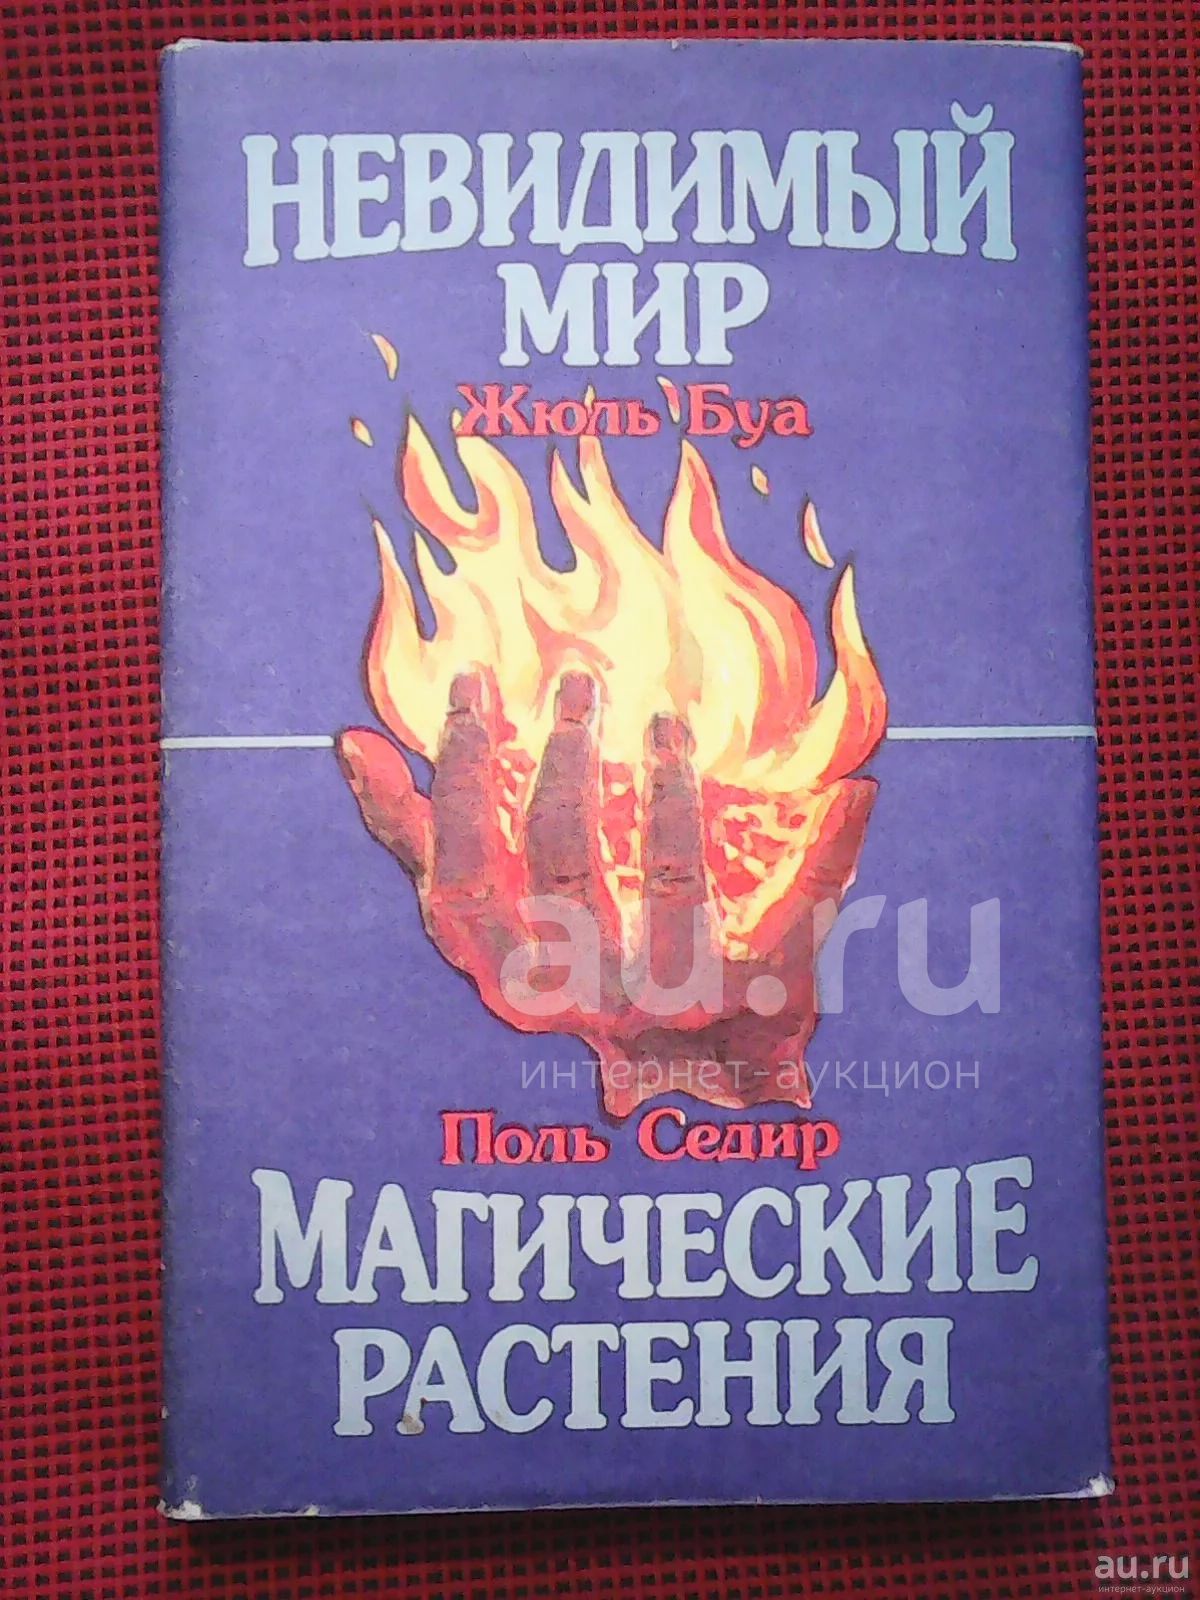 НЕВИДИМЫЙ
МИР
Жюль Буа
au.ru
интернет-аукцион
Поль Седир
МАГИЧЕСКИЕ
РАСТЕНИЯ
au.ru
интернет-аукцион